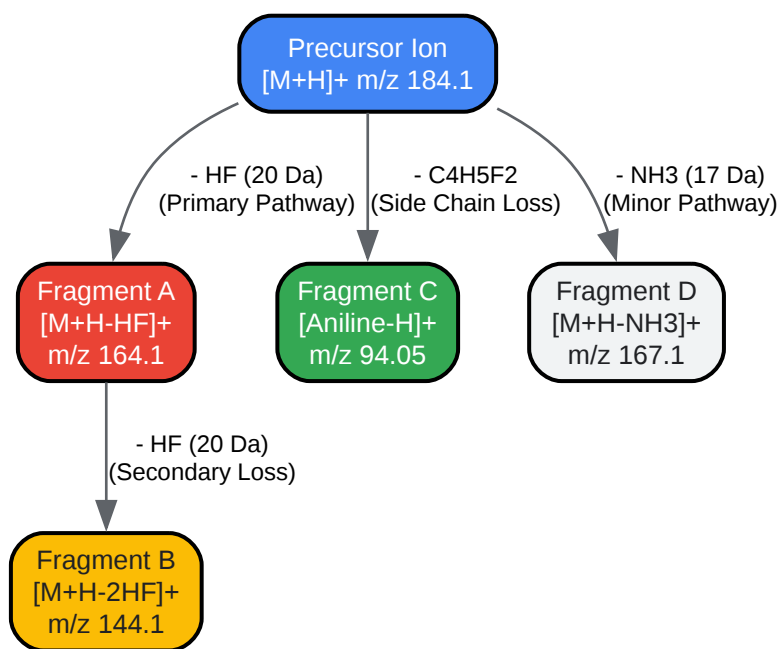 Precursor Ion
[M+H]+ m/z 184.1
- HF (20 Da)
(Primary Pathway)
- C4H5F2
(Side Chain Loss)
- NH3 (17 Da)
(Minor Pathway)
Fragment A
[M+H-HF]+
m/z 164.1
Fragment C
[Aniline-H]+
m/z 94.05
Fragment D
[M+H-NH3]+
m/z 167.1
- HF (20 Da)
(Secondary Loss)
Fragment B
[M+H-2HF]+
m/z 144.1